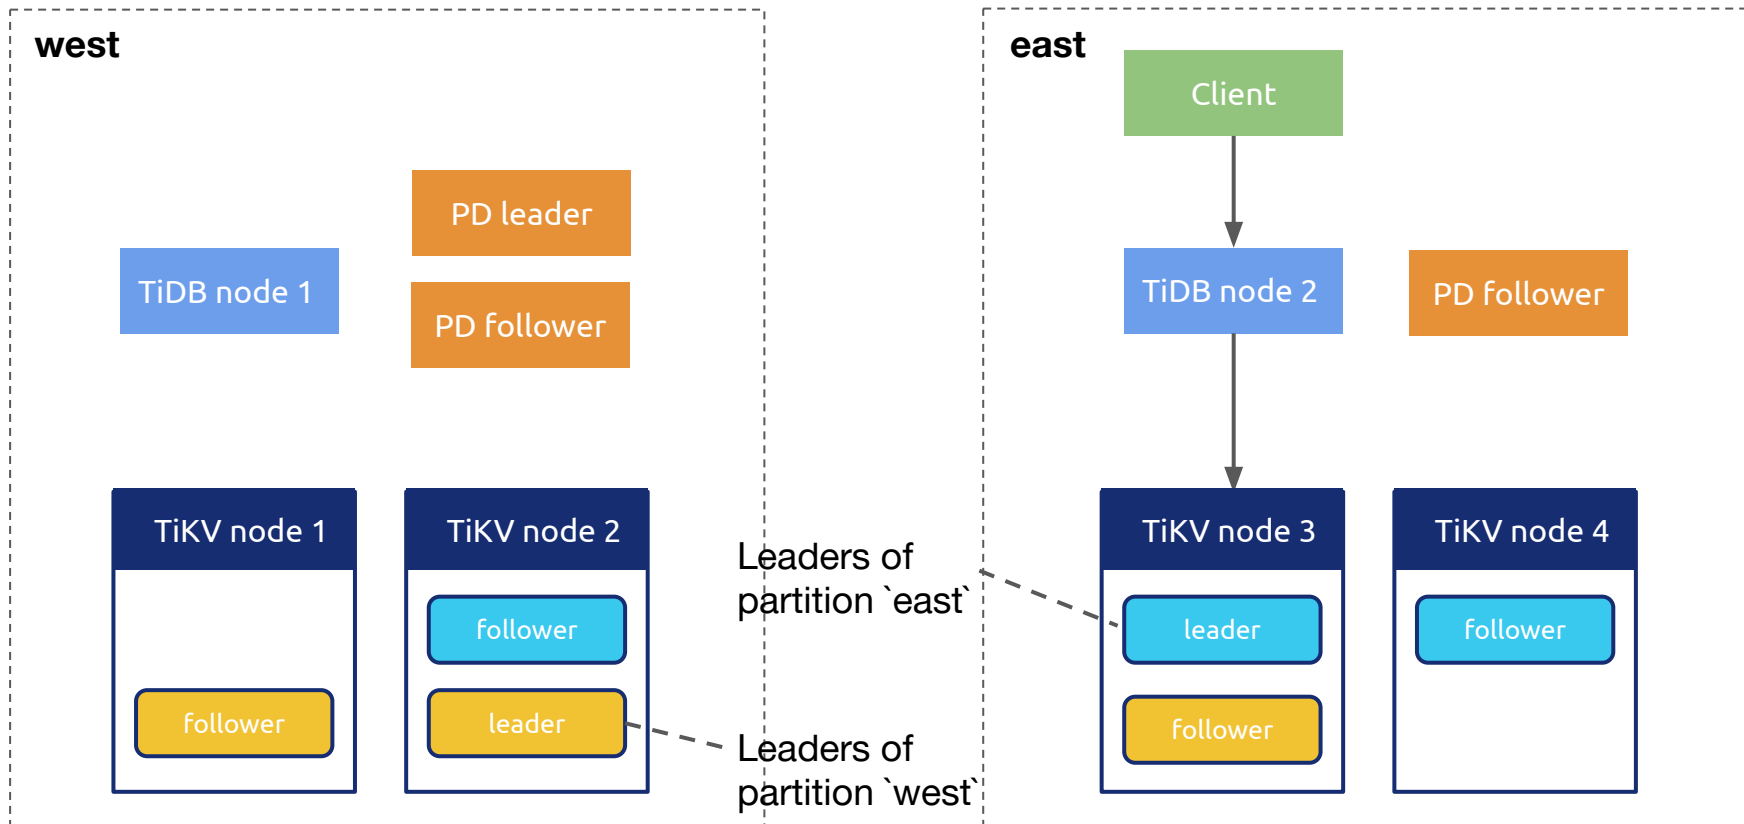 west
PD leader
TiDB node 1
PD follower
TiKV node 1
TiKV node 2
follower
follower
leader
Leaders of
partition `east`
Leaders of
partition `west`
east
Client
TiDB node 2
PD follower
TiKV node 3
TiKV node 4
leader
follower
follower